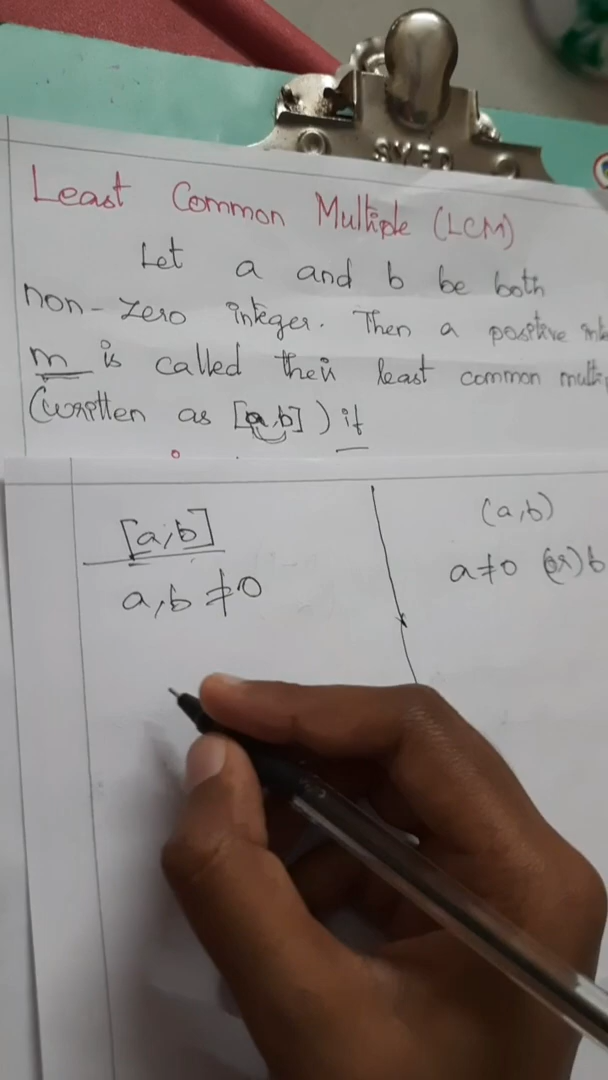 Least Common Multiple (LCM)
Let a and b be both
non-zero integer. Then a positive
m is called their least common
(written as [a,b]) if
[a,b]
a,b ≠ 0
(a,b)
a≠0 (or) b